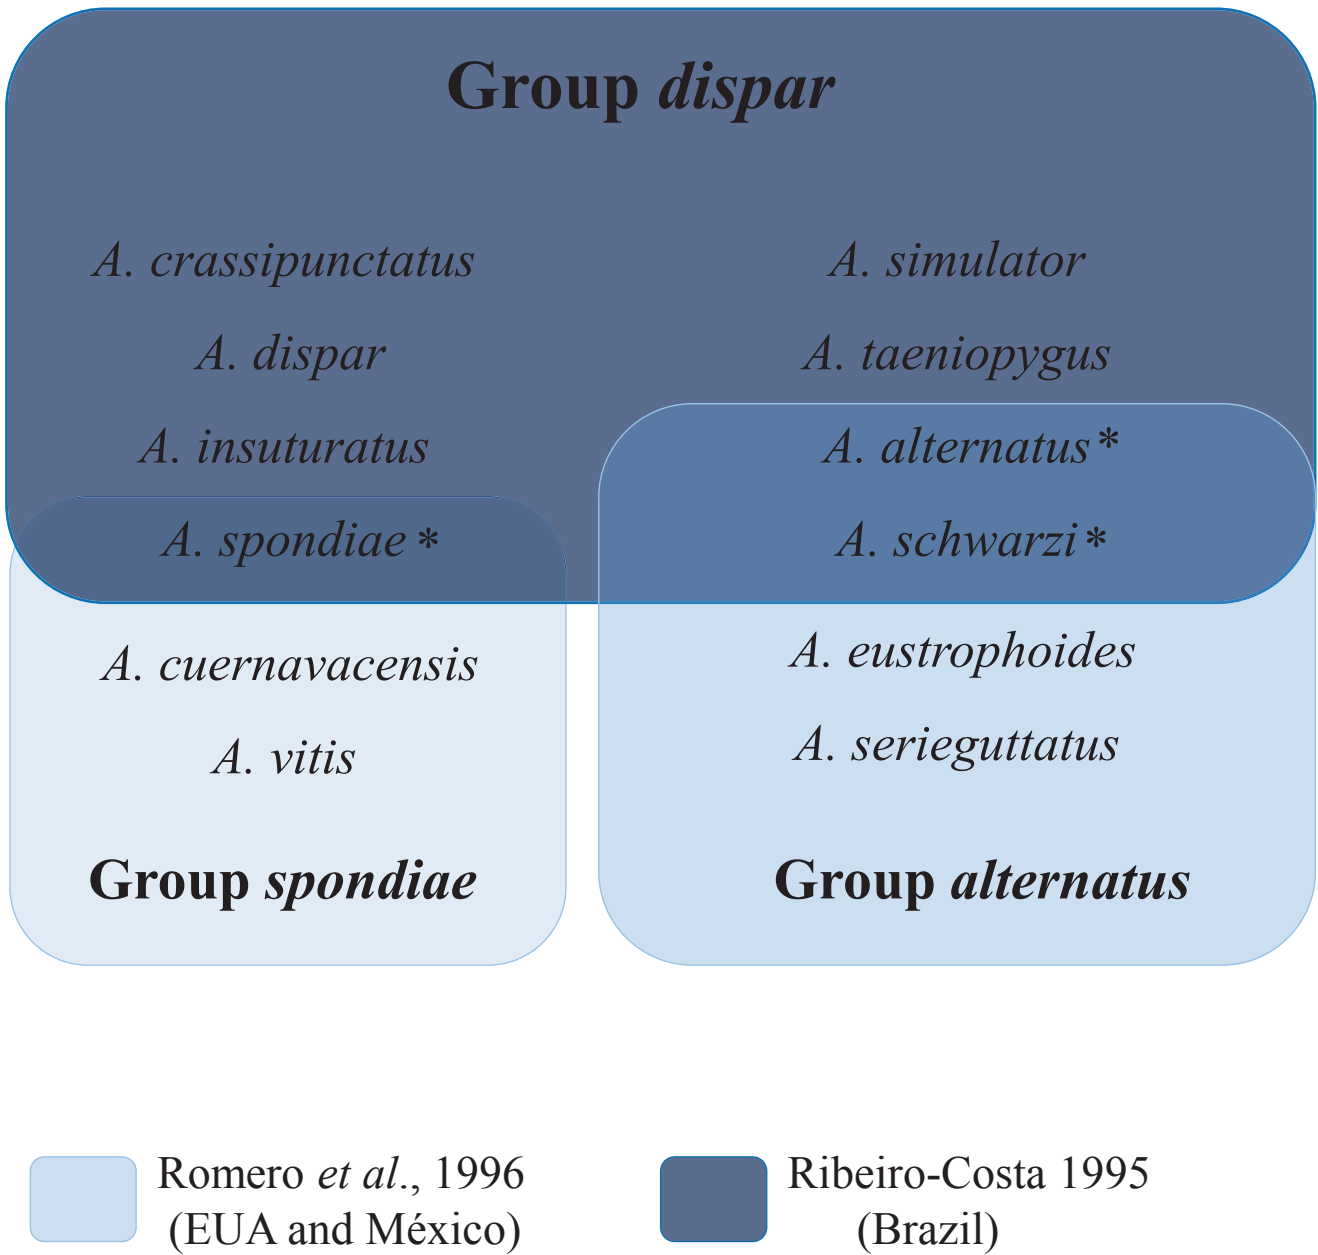 Group dispar
A. crassipunctatus
A. dispar
A. insuturatus
A. spondiae *
A. simulator
A. taeniopygus
A. alternatus *
A. schwarzi *
A. cuernavacensis
A. vitis
Group spondiae
A. eustrophoides
A. serieguttatus
Group alternatus
Romero et al., 1996
(EUA and México)
Ribeiro-Costa 1995
(Brazil)